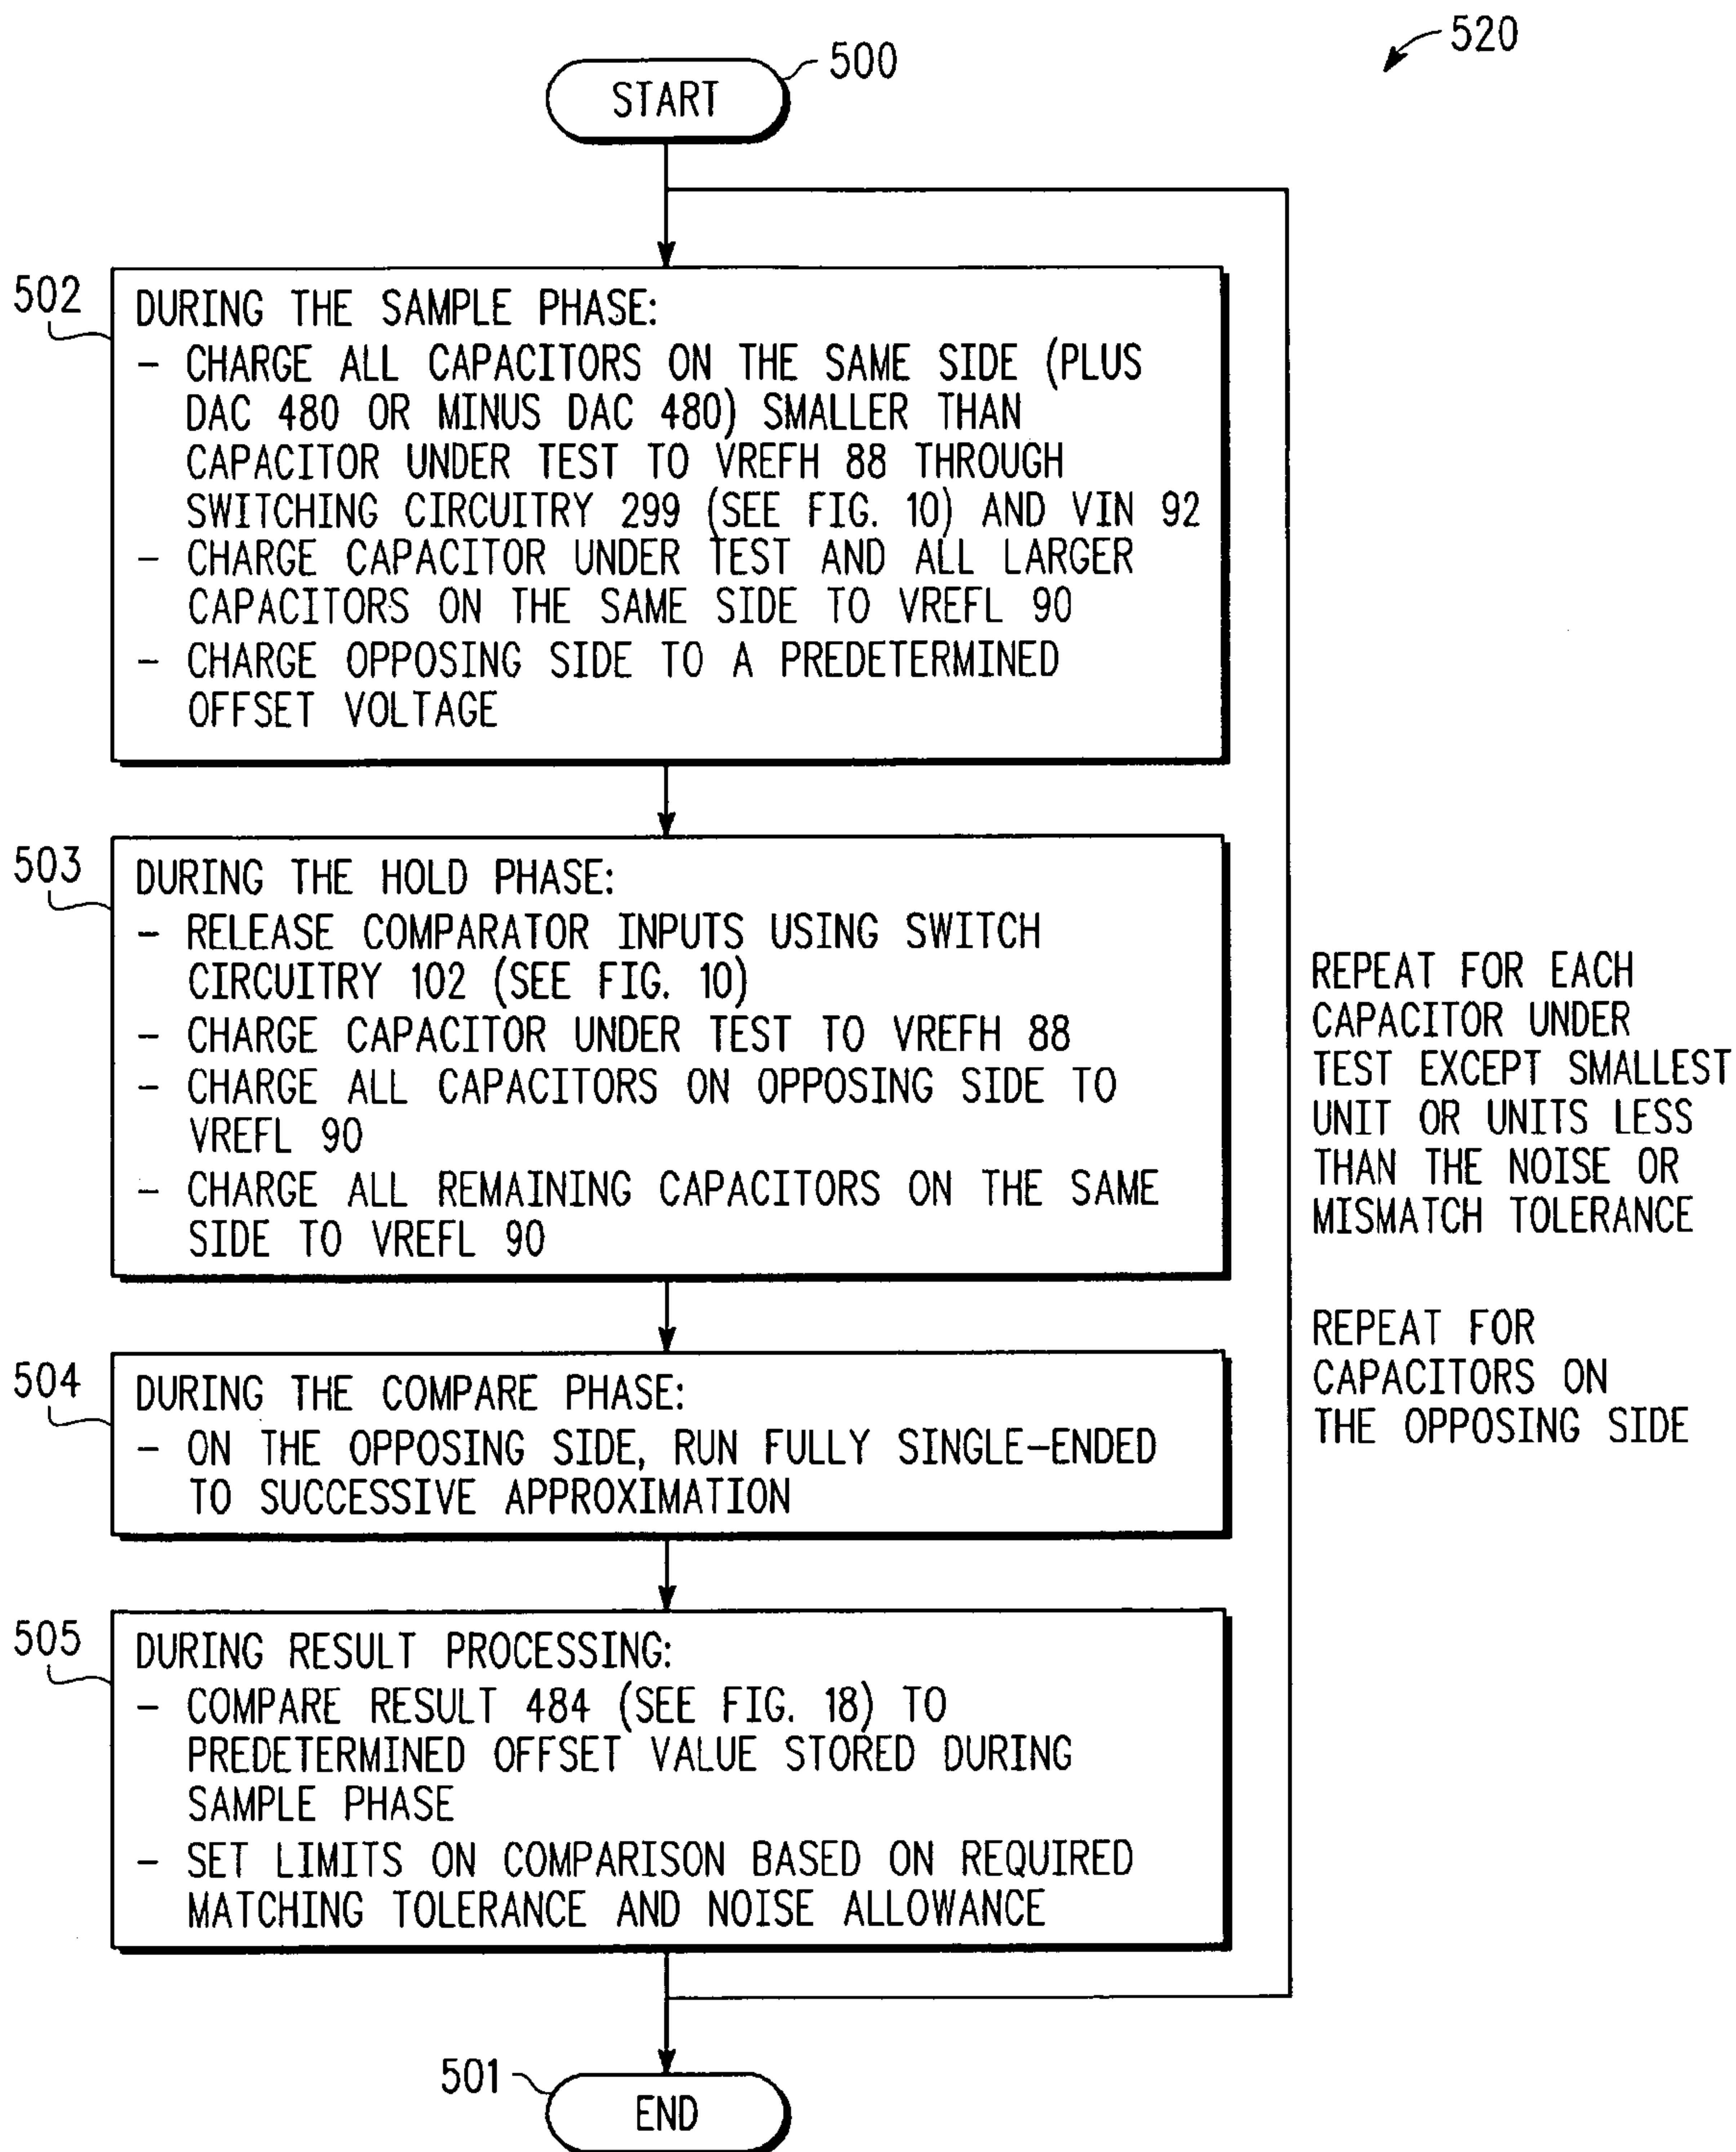 520
500
START
502
DURING THE SAMPLE PHASE:
- CHARGE ALL CAPACITORS ON THE SAME SIDE (PLUS
DAC 480 OR MINUS DAC 480) SMALLER THAN
CAPACITOR UNDER TEST TO VREFH 88 THROUGH
SWITCHING CIRCUITRY 299 (SEE FIG. 10) AND VIN 92
- CHARGE CAPACITOR UNDER TEST AND ALL LARGER
CAPACITORS ON THE SAME SIDE TO VREFL 90
- CHARGE OPPOSING SIDE TO A PREDETERMINED
OFFSET VOLTAGE
503
DURING THE HOLD PHASE:
- RELEASE COMPARATOR INPUTS USING SWITCH
CIRCUITRY 102 (SEE FIG. 10)
- CHARGE CAPACITOR UNDER TEST TO VREFH 88
- CHARGE ALL CAPACITORS ON OPPOSING SIDE TO
VREFL 90
- CHARGE ALL REMAINING CAPACITORS ON THE SAME
SIDE TO VREFL 90
REPEAT FOR EACH
CAPACITOR UNDER
TEST EXCEPT SMALLEST
UNIT OR UNITS LESS
THAN THE NOISE OR
MISMATCH TOLERANCE
REPEAT FOR
CAPACITORS ON
THE OPPOSING SIDE
504
DURING THE COMPARE PHASE:
- ON THE OPPOSING SIDE, RUN FULLY SINGLE-ENDED
TO SUCCESSIVE APPROXIMATION
505
DURING RESULT PROCESSING:
- COMPARE RESULT 484 (SEE FIG. 18) TO
PREDETERMINED OFFSET VALUE STORED DURING
SAMPLE PHASE
- SET LIMITS ON COMPARISON BASED ON REQUIRED
MATCHING TOLERANCE AND NOISE ALLOWANCE
501
END